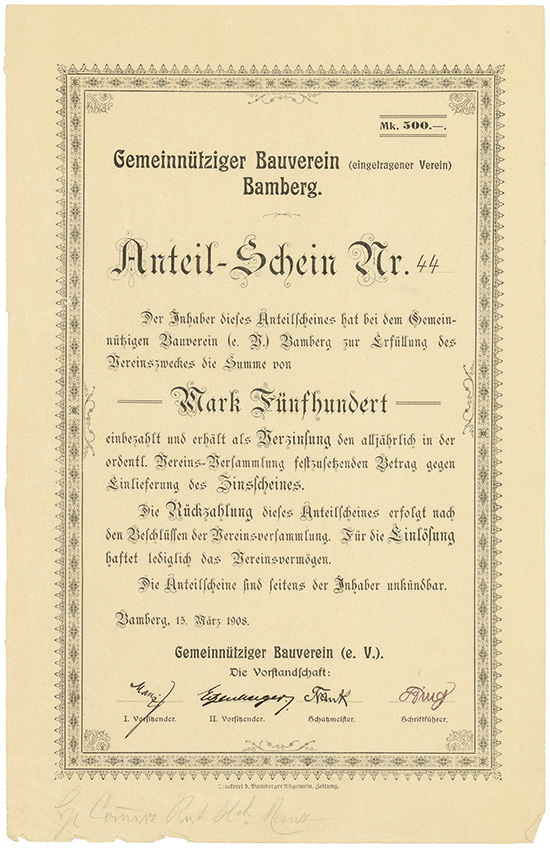 Mk. 500.—.
Gemeinnütziger Bauverein (eingetragener Verein)
Bamberg.
Anteil-Schein Nr. 44
Der Inhaber dieses Anteilscheines hat bei dem Gemein-
nützigen Bauverein (e. V.) Bamberg zur Erfüllung des
Vereinszweckes die Summe von
Mark Fünfhundert
einbezahlt und erhält als Verzinsung den alljährlich in der
ordentl. Vereins-Versammlung festzusetzenden Betrag gegen
Einlieferung des Zinsscheines.
Die Rückzahlung dieses Anteilscheines erfolgt nach
den Beschlüssen der Vereinsversammlung. Für die Einlösung
haftet lediglich das Vereinsvermögen.
Die Anteilscheine sind seitens der Inhaber unkündbar.
Bamberg, 15. März 1908.
Gemeinnütziger Bauverein (e. V.).
Die Vorstandschaft:
I. Vorsitzender. II. Vorsitzender. Schatzmeister. Schriftführer.
Druckerei d. Bamberger Allgemein. Zeitung.